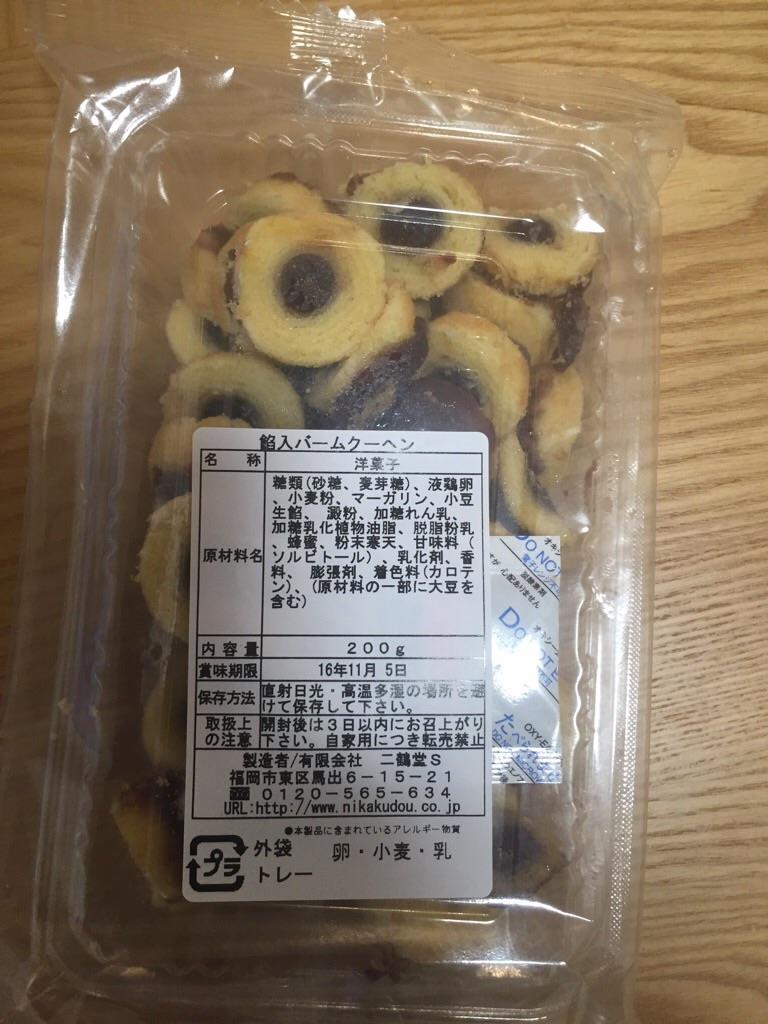 餡入バームクーヘン
名 称 洋菓子
原材料名 糖類(砂糖、麦芽糖)、液鶏卵
、小麦粉、マーガリン、小豆
生餡、 澱粉、加糖れん乳、
加糖乳化植物油脂、脱脂粉乳
、蜂蜜、粉末寒天、甘味料(
ソルビトール)、乳化剤、香
料、 膨張剤、着色料(カロテ
ン)、(原材料の一部に大豆を
含む)
内 容 量 200g
賞味期限 16年11月 5日
保存方法 直射日光・高温多湿の場所を避
けて保存して下さい。
取扱上の注意 開封後は3日以内にお召上がり
下さい。自家用につき転売禁止
製造者/有限会社 二鶴堂S
福岡市東区馬出6-15-21
☎ 0120-565-634
URL:http://www.nikakudou.co.jp
●本製品に含まれているアレルギー物質
プラ 外袋 卵・小麦・乳
トレー
DO NOT
心配ありません
DO NOT E